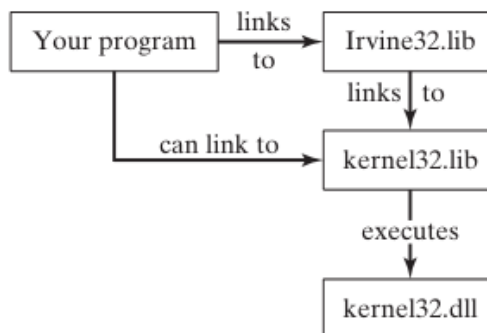 Your program
links
to
Irvine32.lib
links to
can link to
kernel32.lib
executes
kernel32.dll